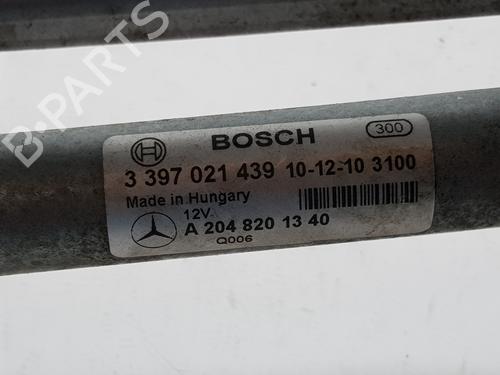 B-PARTS
BOSCH 300
3 397 021 439 10-12-10 3100
Made in Hungary
12V
A 204 820 13 40
Q006